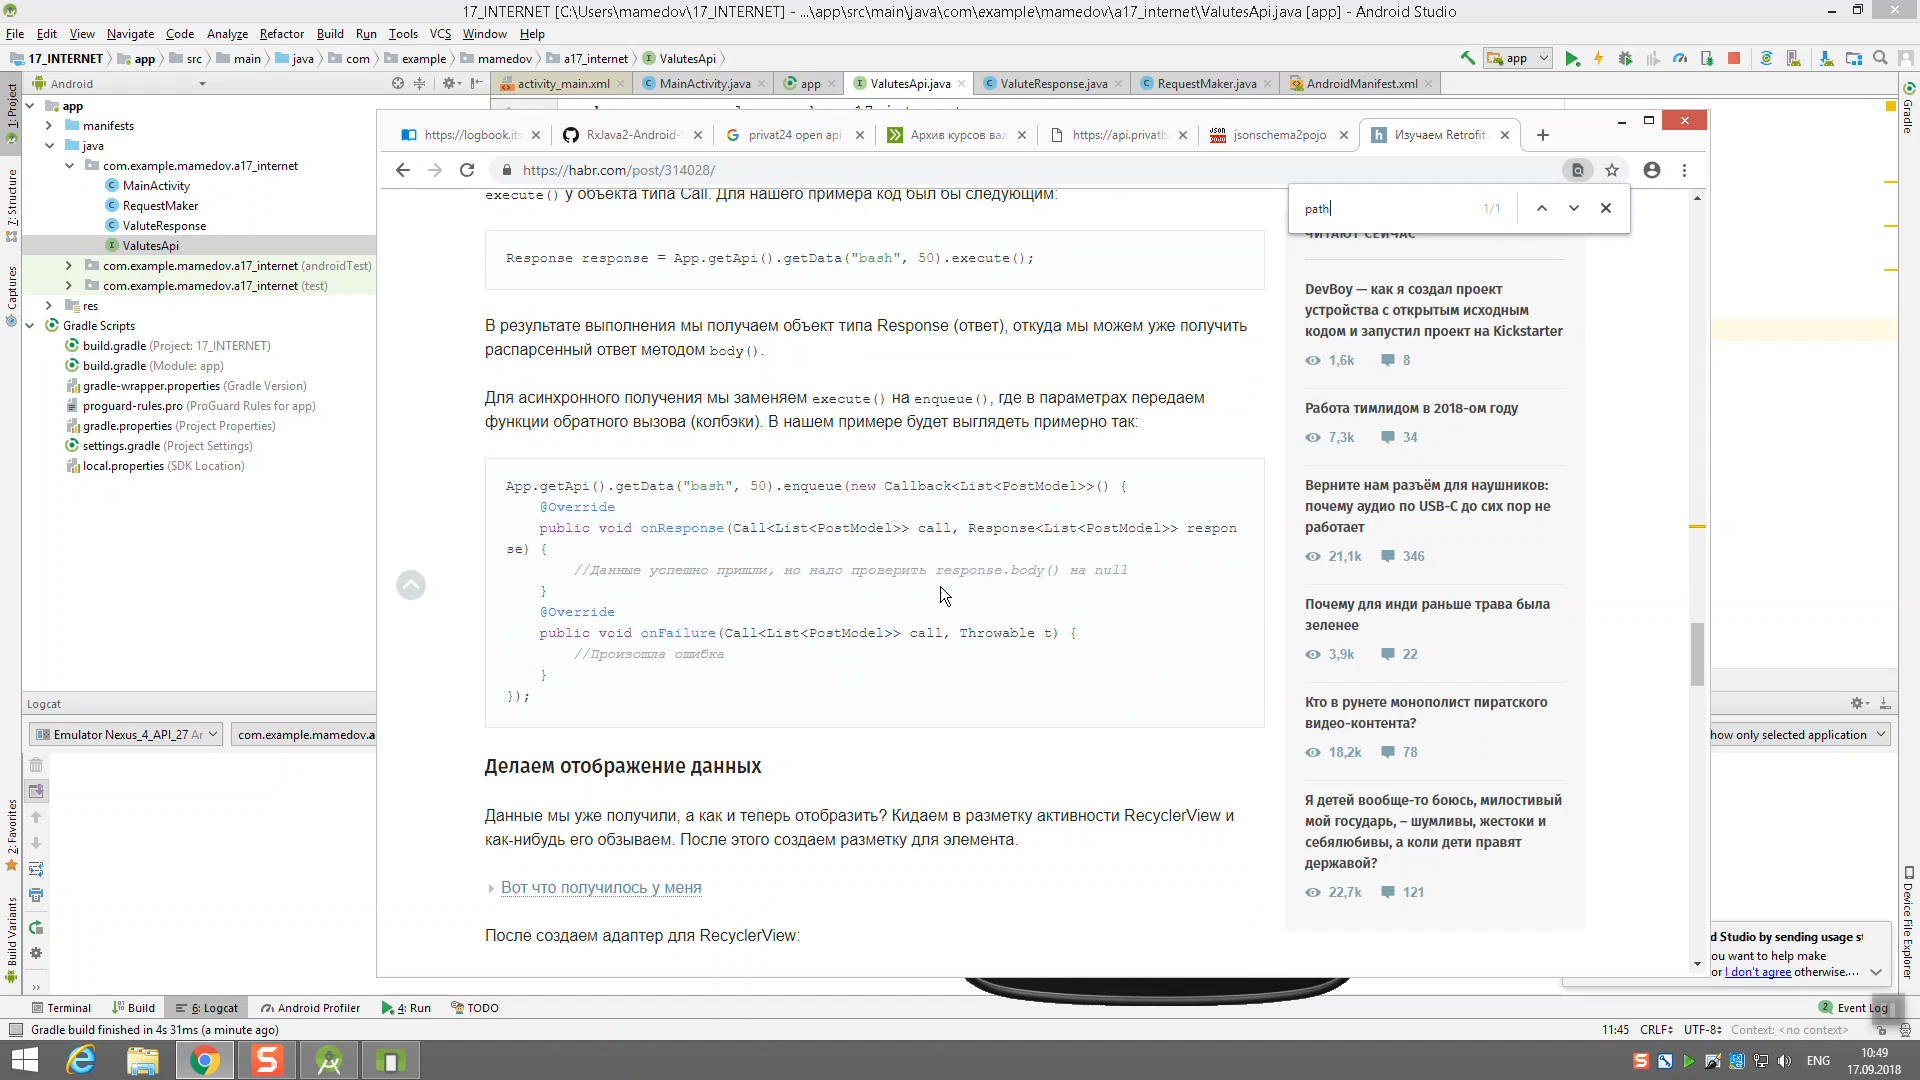 17_INTERNET [C:\Users\mamedov\17_INTERNET] - ...\app\src\main\java\com\example\mamedov\a17_internet\ValutesApi.java [app] - Android Studio
File Edit View Navigate Code Analyze Refactor Build Run Tools VCS Window Help
17_INTERNET app src main java com example mamedov a17_internet ValutesApi
app
Android
activity_main.xml MainActivity.java app ValutesApi.java ValuteResponse.java RequestMaker.java AndroidManifest.xml
1: Project
7: Structure
Captures
2: Favorites
Build Variants
Gradle
Device File Explorer
app
manifests
java
com.example.mamedov.a17_internet
MainActivity
RequestMaker
ValuteResponse
ValutesApi
com.example.mamedov.a17_internet (androidTest)
com.example.mamedov.a17_internet (test)
res
Gradle Scripts
build.gradle (Project: 17_INTERNET)
build.gradle (Module: app)
gradle-wrapper.properties (Gradle Version)
proguard-rules.pro (ProGuard Rules for app)
gradle.properties (Project Properties)
settings.gradle (Project Settings)
local.properties (SDK Location)
https://logbook.its RxJava2-Android- privat24 open api Архив курсов вал https://api.privatb jsonschema2pojo Изучаем Retrofit
https://habr.com/post/314028/
path 1/1
execute() у объекта типа Call. Для нашего примера код был бы следующим:
Response response = App.getApi().getData("bash", 50).execute();
В результате выполнения мы получаем объект типа Response (ответ), откуда мы можем уже получить
распарсенный ответ методом body().
Для асинхронного получения мы заменяем execute() на enqueue(), где в параметрах передаем
функции обратного вызова (колбэки). В нашем примере будет выглядеть примерно так:
App.getApi().getData("bash", 50).enqueue(new Callback<List<PostModel>>() {
@Override
public void onResponse(Call<List<PostModel>> call, Response<List<PostModel>> respon
se) {
//Данные успешно пришли, но надо проверить response.body() на null
}
@Override
public void onFailure(Call<List<PostModel>> call, Throwable t) {
//Произошла ошибка
}
});
Делаем отображение данных
Данные мы уже получили, а как и теперь отобразить? Кидаем в разметку активности RecyclerView и
как-нибудь его обзываем. После этого создаем разметку для элемента.
Вот что получилось у меня
После создаем адаптер для RecyclerView:
ЧИТАЮТ СЕЙЧАС
DevBoy — как я создал проект
устройства с открытым исходным
кодом и запустил проект на Kickstarter
1,6k 8
Работа тимлидом в 2018-ом году
7,3k 34
Верните нам разъём для наушников:
почему аудио по USB-C до сих пор не
работает
21,1k 346
Почему для инди раньше трава была
зеленее
3,9k 22
Кто в рунете монополист пиратского
видео-контента?
18,2k 78
Я детей вообще-то боюсь, милостивый
мой государь, – шумливы, жестоки и
себялюбивы, а коли дети правят
державой?
22,7k 121
Logcat
Emulator Nexus_4_API_27 Ar com.example.mamedov.a
how only selected application
d Studio by sending usage st
ou want to help make
or I don't agree otherwise....
Terminal Build 6: Logcat Android Profiler 4: Run TODO
2 Event Log
Gradle build finished in 4s 31ms (a minute ago)
11:45 CRLF UTF-8 Context: <no context>
ENG
10:49
17.09.2018